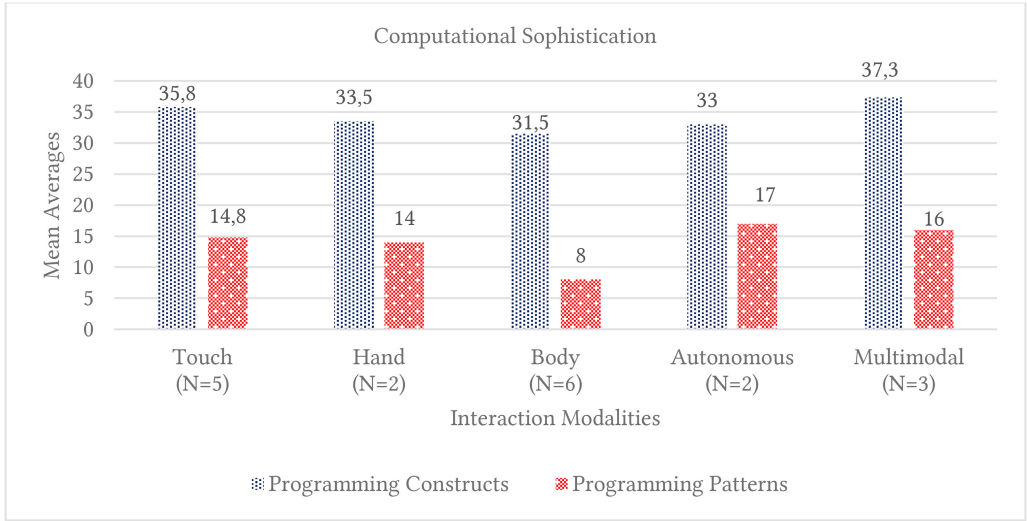 Computational Sophistication
Mean Averages
40
35
30
25
20
15
10
5
0
35,8
14,8
33,5
14
31,5
8
33
17
37,3
16
Touch
(N=5)
Hand
(N=2)
Body
(N=6)
Autonomous
(N=2)
Multimodal
(N=3)
Interaction Modalities
Programming Constructs
Programming Patterns